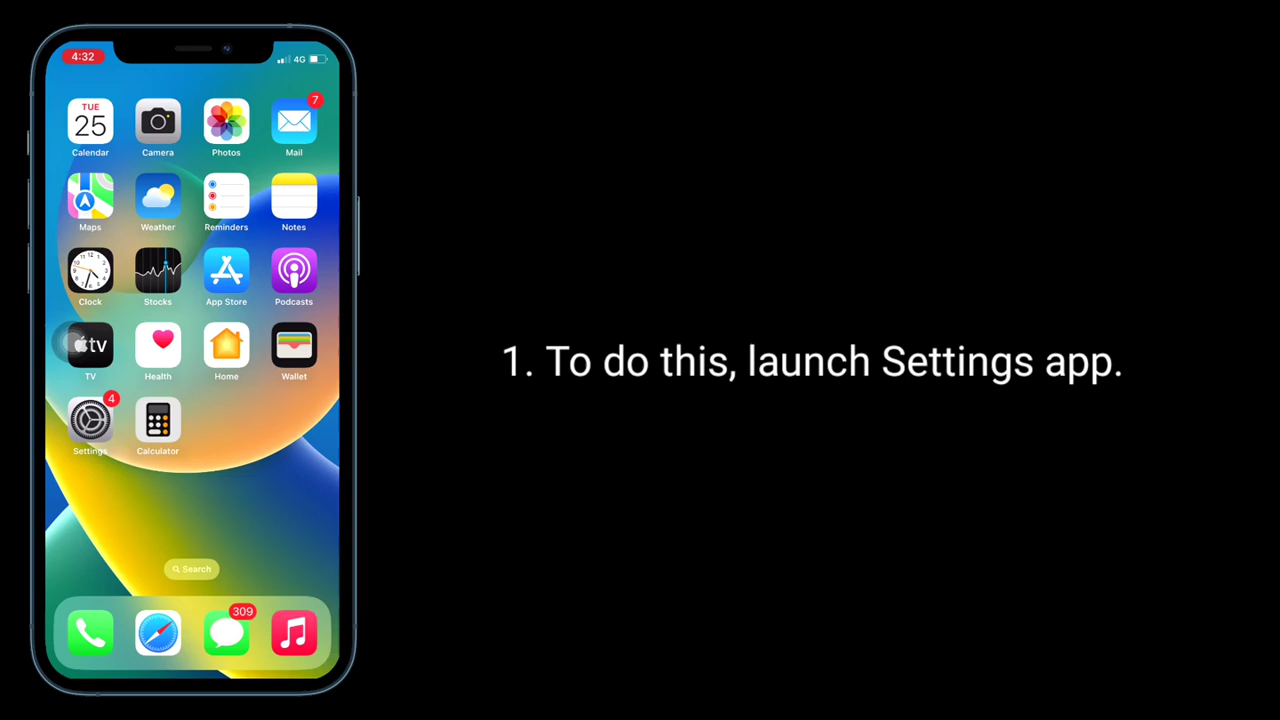 4:32
4G
TUE
25
7
Calendar
Camera
Photos
Mail
Maps
Weather
Reminders
Notes
Clock
Stocks
App Store
Podcasts
tv
TV
Health
Home
Wallet
4
Settings
Calculator
Search
309
1. To do this, launch Settings app.